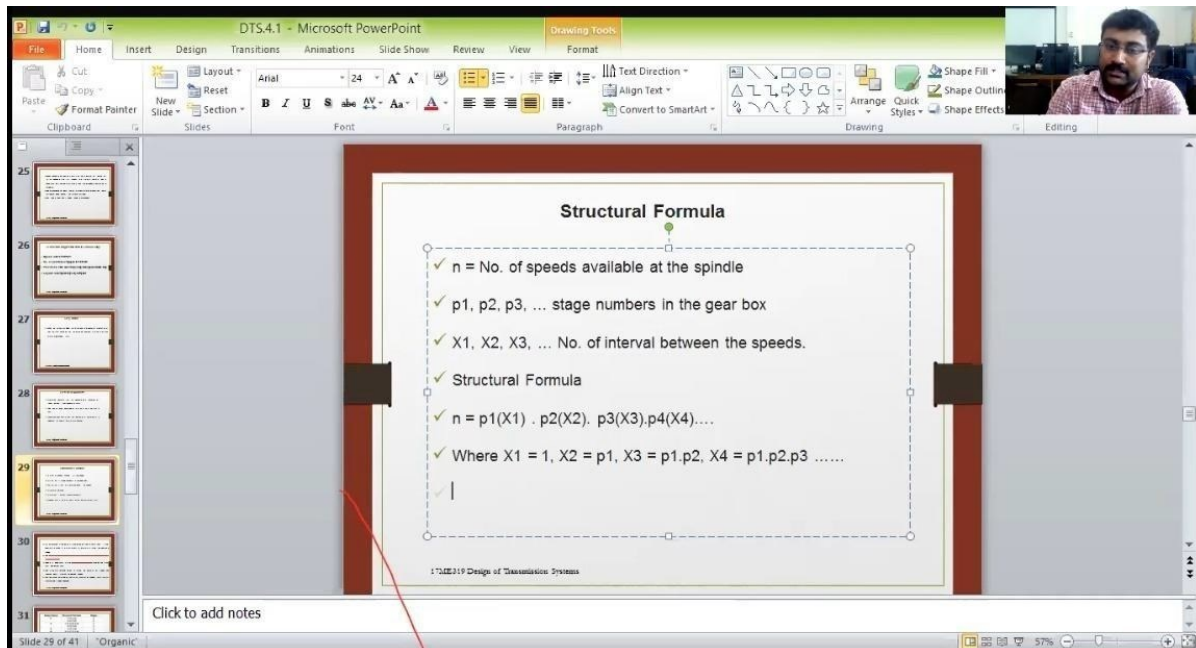 DTS.4.1 - Microsoft PowerPoint
Drawing Tools
File Home Insert Design Transitions Animations Slide Show Review View Format
Cut
Copy
Format Painter
Paste
Clipboard
New Slide
Layout
Reset
Section
Slides
Arial 24
B I U S abc AV Aa A
Font
Text Direction
Align Text
Convert to SmartArt
Paragraph
Arrange
Quick Styles
Shape Fill
Shape Outlin
Shape Effects
Drawing
Editing
25
26
27
28
29
30
31
Structural Formula
✓ n = No. of speeds available at the spindle
✓ p1, p2, p3, … stage numbers in the gear box
✓ X1, X2, X3, … No. of interval between the speeds.
✓ Structural Formula
✓ n = p1(X1) . p2(X2). p3(X3).p4(X4)….
✓ Where X1 = 1, X2 = p1, X3 = p1.p2, X4 = p1.p2.p3 ……
17ME319 Design of Transmission Systems
Click to add notes
Slide 29 of 41 "Organic" 57%